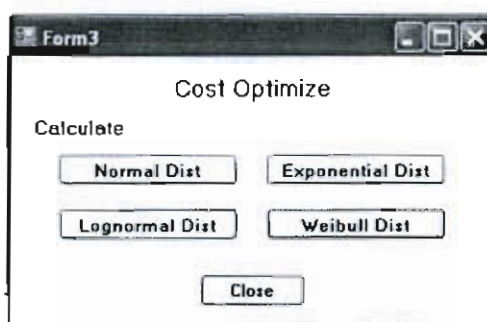 Form3
Cost Optimize
Calculate
Normal Dist Exponential Dist
Lognormal Dist Weibull Dist
Close